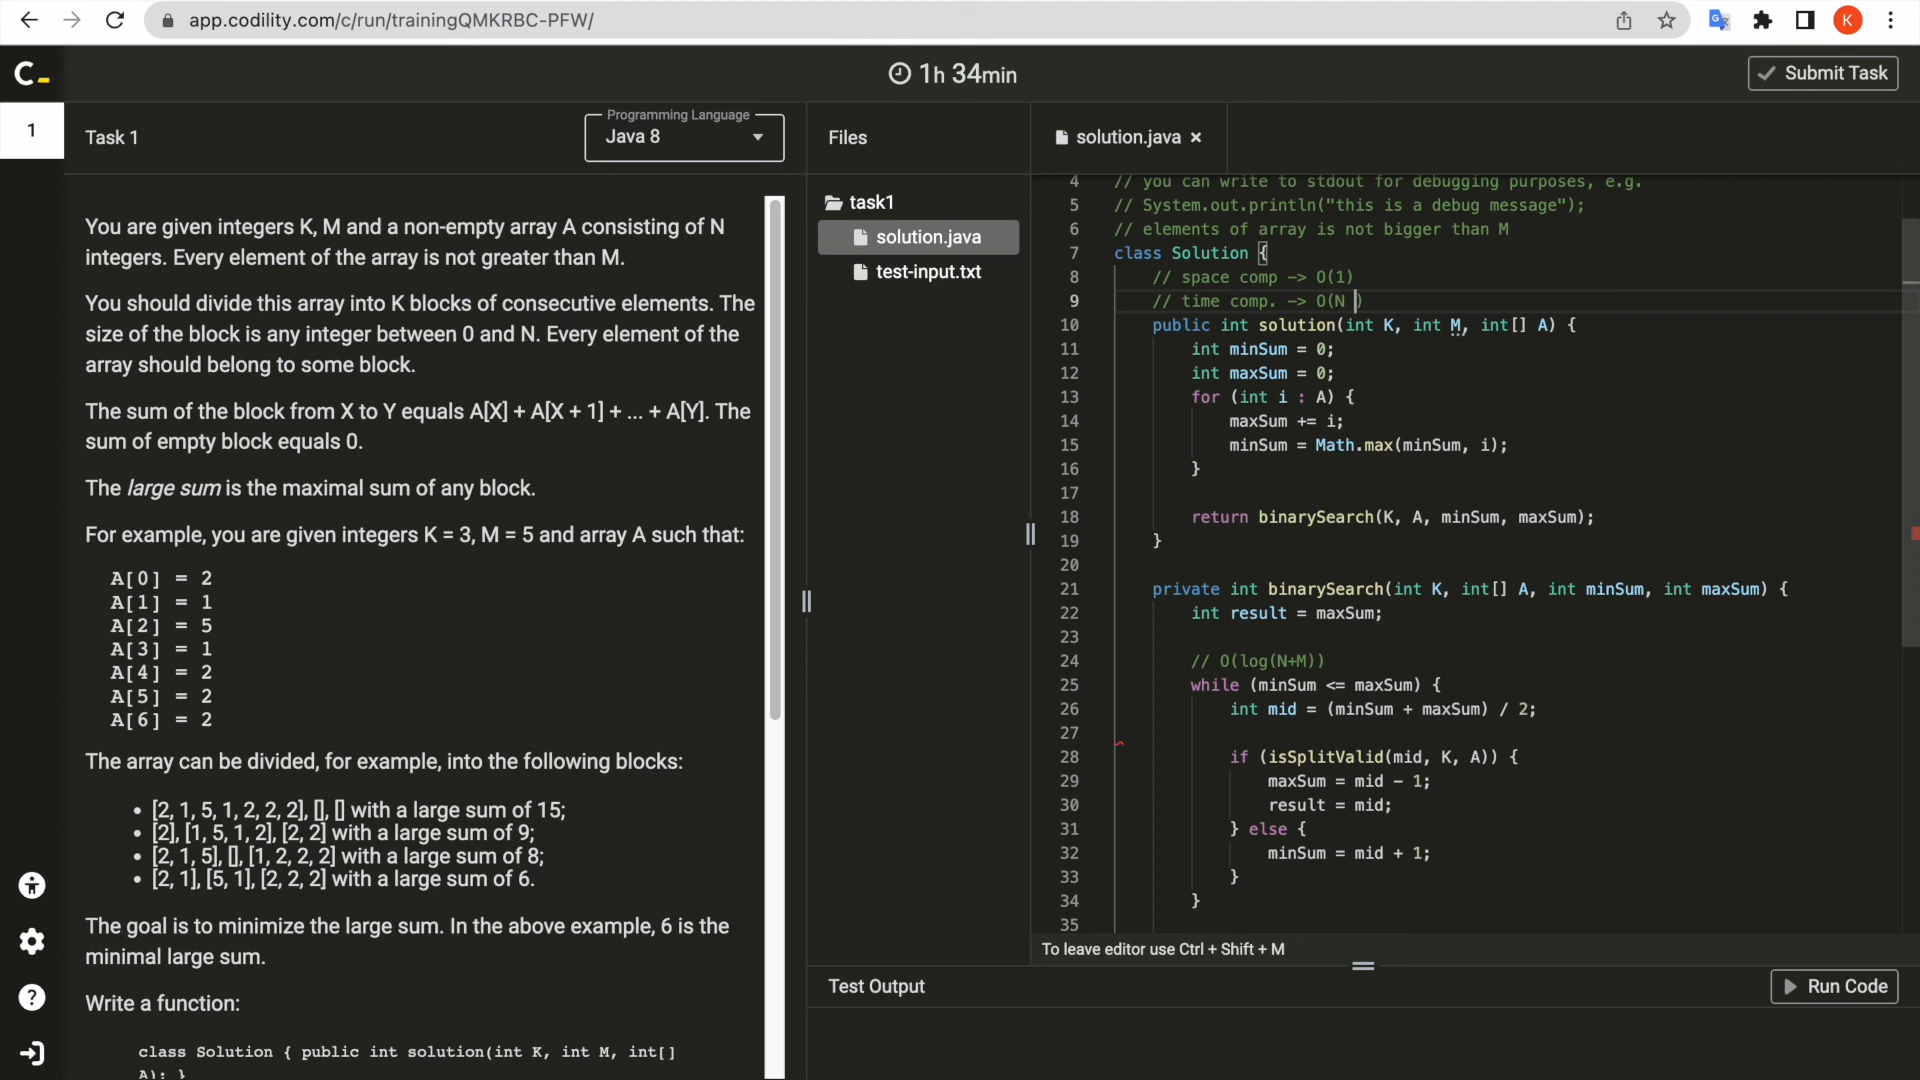 app.codility.com/c/run/trainingQMKRBC-PFW/
K
C_
1h 34min
Submit Task
1
Task 1
Programming Language
Java 8
You are given integers K, M and a non-empty array A consisting of N
integers. Every element of the array is not greater than M.
You should divide this array into K blocks of consecutive elements. The
size of the block is any integer between 0 and N. Every element of the
array should belong to some block.
The sum of the block from X to Y equals A[X] + A[X + 1] + ... + A[Y]. The
sum of empty block equals 0.
The large sum is the maximal sum of any block.
For example, you are given integers K = 3, M = 5 and array A such that:
A[0] = 2
A[1] = 1
A[2] = 5
A[3] = 1
A[4] = 2
A[5] = 2
A[6] = 2
The array can be divided, for example, into the following blocks:
• [2, 1, 5, 1, 2, 2, 2], [], [] with a large sum of 15;
• [2], [1, 5, 1, 2], [2, 2] with a large sum of 9;
• [2, 1, 5], [], [1, 2, 2, 2] with a large sum of 8;
• [2, 1], [5, 1], [2, 2, 2] with a large sum of 6.
The goal is to minimize the large sum. In the above example, 6 is the
minimal large sum.
Write a function:
class Solution { public int solution(int K, int M, int[]
A); }
Files
task1
solution.java
test-input.txt
solution.java ×
4 // you can write to stdout for debugging purposes, e.g.
5 // System.out.println("this is a debug message");
6 // elements of array is not bigger than M
7 class Solution {
8 // space comp -> O(1)
9 // time comp. -> O(N )
10 public int solution(int K, int M, int[] A) {
11 int minSum = 0;
12 int maxSum = 0;
13 for (int i : A) {
14 maxSum += i;
15 minSum = Math.max(minSum, i);
16 }
17
18 return binarySearch(K, A, minSum, maxSum);
19 }
20
21 private int binarySearch(int K, int[] A, int minSum, int maxSum) {
22 int result = maxSum;
23
24 // O(log(N+M))
25 while (minSum <= maxSum) {
26 int mid = (minSum + maxSum) / 2;
27
28 if (isSplitValid(mid, K, A)) {
29 maxSum = mid - 1;
30 result = mid;
31 } else {
32 minSum = mid + 1;
33 }
34 }
35
To leave editor use Ctrl + Shift + M
Test Output
Run Code